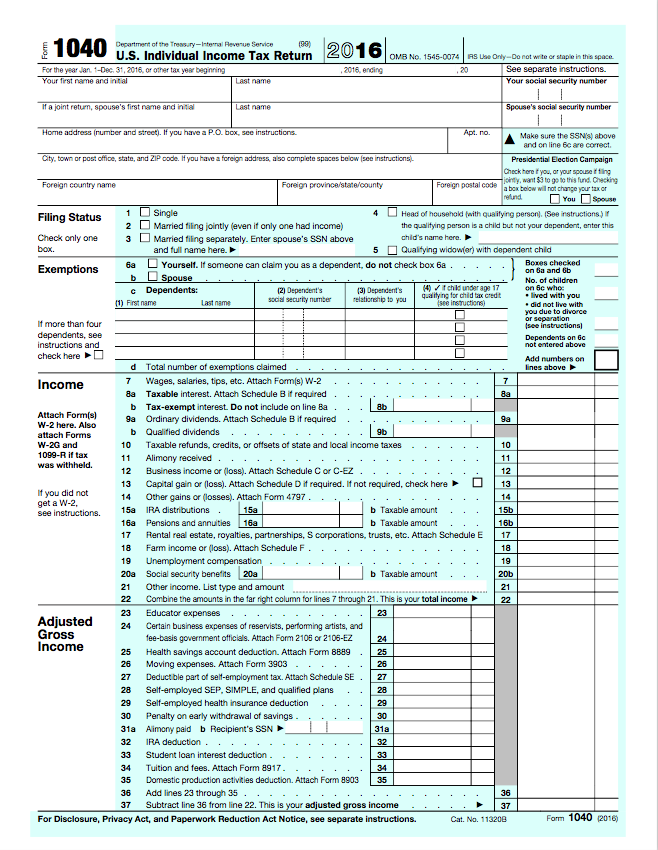 Form 1040 Department of the Treasury—Internal Revenue Service (99) U.S. Individual Income Tax Return 2016 OMB No. 1545-0074 IRS Use Only—Do not write or staple in this space.
For the year Jan. 1–Dec. 31, 2016, or other tax year beginning , 2016, ending , 20 See separate instructions.
Your first name and initial Last name Your social security number
If a joint return, spouse's first name and initial Last name Spouse's social security number
Home address (number and street). If you have a P.O. box, see instructions. Apt. no. ▲ Make sure the SSN(s) above
and on line 6c are correct.
City, town or post office, state, and ZIP code. If you have a foreign address, also complete spaces below (see instructions). Presidential Election Campaign
Check here if you, or your spouse if filing
jointly, want $3 to go to this fund. Checking
a box below will not change your tax or
refund. You Spouse
Foreign country name Foreign province/state/county Foreign postal code
Filing Status
Check only one
box.
1 Single
2 Married filing jointly (even if only one had income)
3 Married filing separately. Enter spouse's SSN above
and full name here. ►
4 Head of household (with qualifying person). (See instructions.) If
the qualifying person is a child but not your dependent, enter this
child's name here. ►
5 Qualifying widow(er) with dependent child
Exemptions
6a Yourself. If someone can claim you as a dependent, do not check box 6a . . . . .
b Spouse . . . . . . . . . . . . . . . . . . . . . . .
c Dependents:
(1) First name Last name
(2) Dependent's
social security number
(3) Dependent's
relationship to you
(4) ✓ if child under age 17
qualifying for child tax credit
(see instructions)
If more than four
dependents, see
instructions and
check here ►
d Total number of exemptions claimed . . . . . . . . . . . . . . . . .
Boxes checked
on 6a and 6b
No. of children
on 6c who:
• lived with you
• did not live with
you due to divorce
or separation
(see instructions)
Dependents on 6c
not entered above
Add numbers on
lines above ►
Income
Attach Form(s)
W-2 here. Also
attach Forms
W-2G and
1099-R if tax
was withheld.
If you did not
get a W-2,
see instructions.
7 Wages, salaries, tips, etc. Attach Form(s) W-2 . . . . . . . . . . . . 7
8a Taxable interest. Attach Schedule B if required . . . . . . . . . . . . 8a
b Tax-exempt interest. Do not include on line 8a . . . 8b
9a Ordinary dividends. Attach Schedule B if required . . . . . . . . . . . 9a
b Qualified dividends . . . . . . . . . . . 9b
10 Taxable refunds, credits, or offsets of state and local income taxes . . . . . . 10
11 Alimony received . . . . . . . . . . . . . . . . . . . . . 11
12 Business income or (loss). Attach Schedule C or C-EZ . . . . . . . . . . 12
13 Capital gain or (loss). Attach Schedule D if required. If not required, check here ► 13
14 Other gains or (losses). Attach Form 4797 . . . . . . . . . . . . . . 14
15a IRA distributions . 15a b Taxable amount . . . 15b
16a Pensions and annuities 16a b Taxable amount . . . 16b
17 Rental real estate, royalties, partnerships, S corporations, trusts, etc. Attach Schedule E 17
18 Farm income or (loss). Attach Schedule F . . . . . . . . . . . . . . 18
19 Unemployment compensation . . . . . . . . . . . . . . . . . 19
20a Social security benefits 20a b Taxable amount . . . 20b
21 Other income. List type and amount 21
22 Combine the amounts in the far right column for lines 7 through 21. This is your total income ► 22
Adjusted
Gross
Income
23 Educator expenses . . . . . . . . . . . 23
24 Certain business expenses of reservists, performing artists, and
fee-basis government officials. Attach Form 2106 or 2106-EZ 24
25 Health savings account deduction. Attach Form 8889 . 25
26 Moving expenses. Attach Form 3903 . . . . . . 26
27 Deductible part of self-employment tax. Attach Schedule SE . 27
28 Self-employed SEP, SIMPLE, and qualified plans . . 28
29 Self-employed health insurance deduction . . . . 29
30 Penalty on early withdrawal of savings . . . . . . 30
31a Alimony paid b Recipient's SSN ► 31a
32 IRA deduction . . . . . . . . . . . . . 32
33 Student loan interest deduction . . . . . . . . 33
34 Tuition and fees. Attach Form 8917 . . . . . . . 34
35 Domestic production activities deduction. Attach Form 8903 35
36 Add lines 23 through 35 . . . . . . . . . . . . . . . . . . . 36
37 Subtract line 36 from line 22. This is your adjusted gross income . . . . . ► 37
For Disclosure, Privacy Act, and Paperwork Reduction Act Notice, see separate instructions. Cat. No. 11320B Form 1040 (2016)